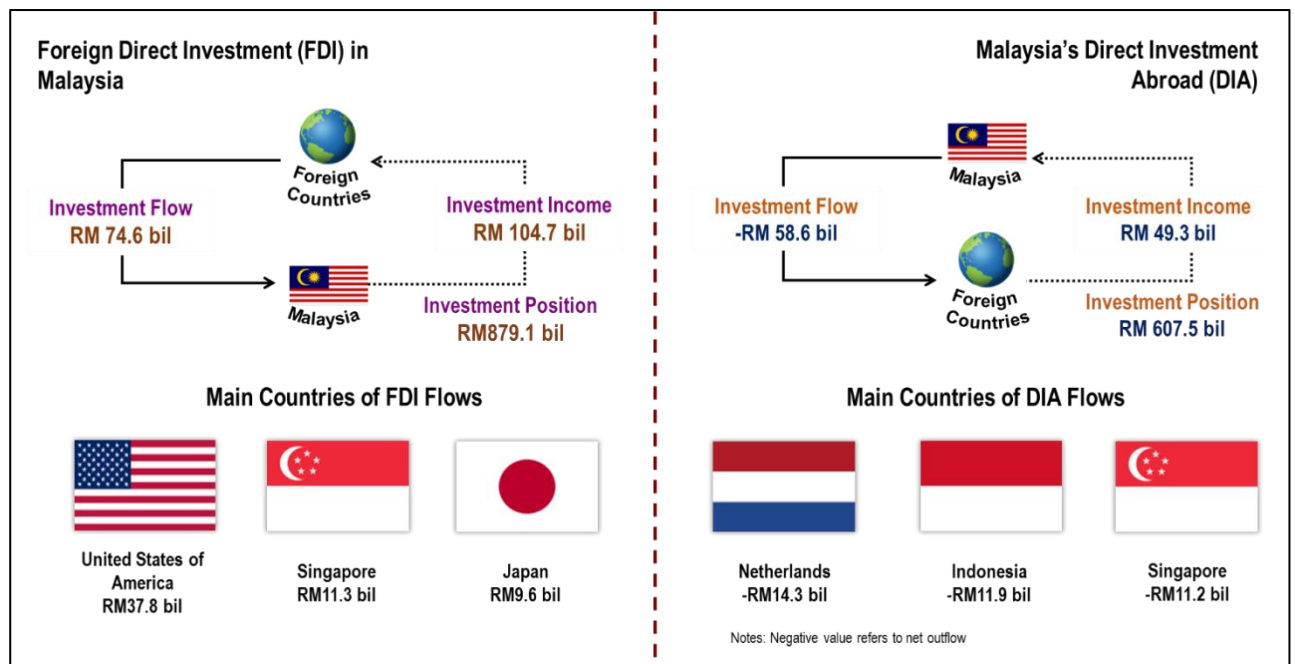 Foreign Direct Investment (FDI) in
Malaysia
Foreign
Countries
Investment Flow
RM 74.6 bil
Investment Income
RM 104.7 bil
Malaysia
Investment Position
RM879.1 bil
Main Countries of FDI Flows
United States of
America
RM37.8 bil
Singapore
RM11.3 bil
Japan
RM9.6 bil
Malaysia's Direct Investment
Abroad (DIA)
Malaysia
Investment Flow
-RM 58.6 bil
Investment Income
RM 49.3 bil
Foreign
Countries
Investment Position
RM 607.5 bil
Main Countries of DIA Flows
Netherlands
-RM14.3 bil
Indonesia
-RM11.9 bil
Singapore
-RM11.2 bil
Notes: Negative value refers to net outflow